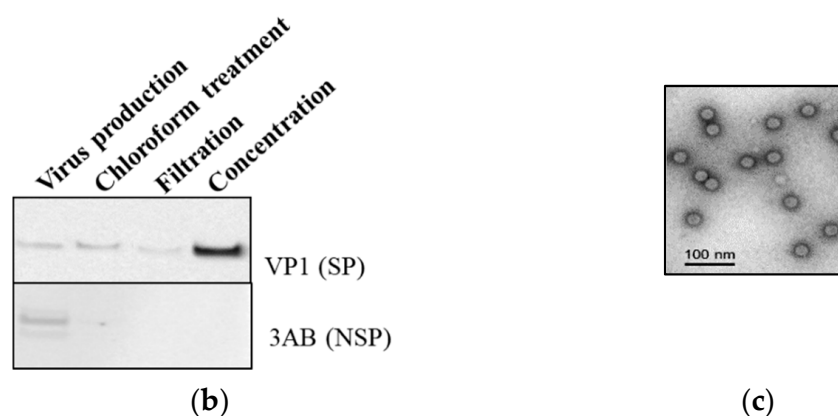 Virus production
Chloroform treatment
Filtration
Concentration
VP1 (SP)
3AB (NSP)
100 nm
(b)
(c)